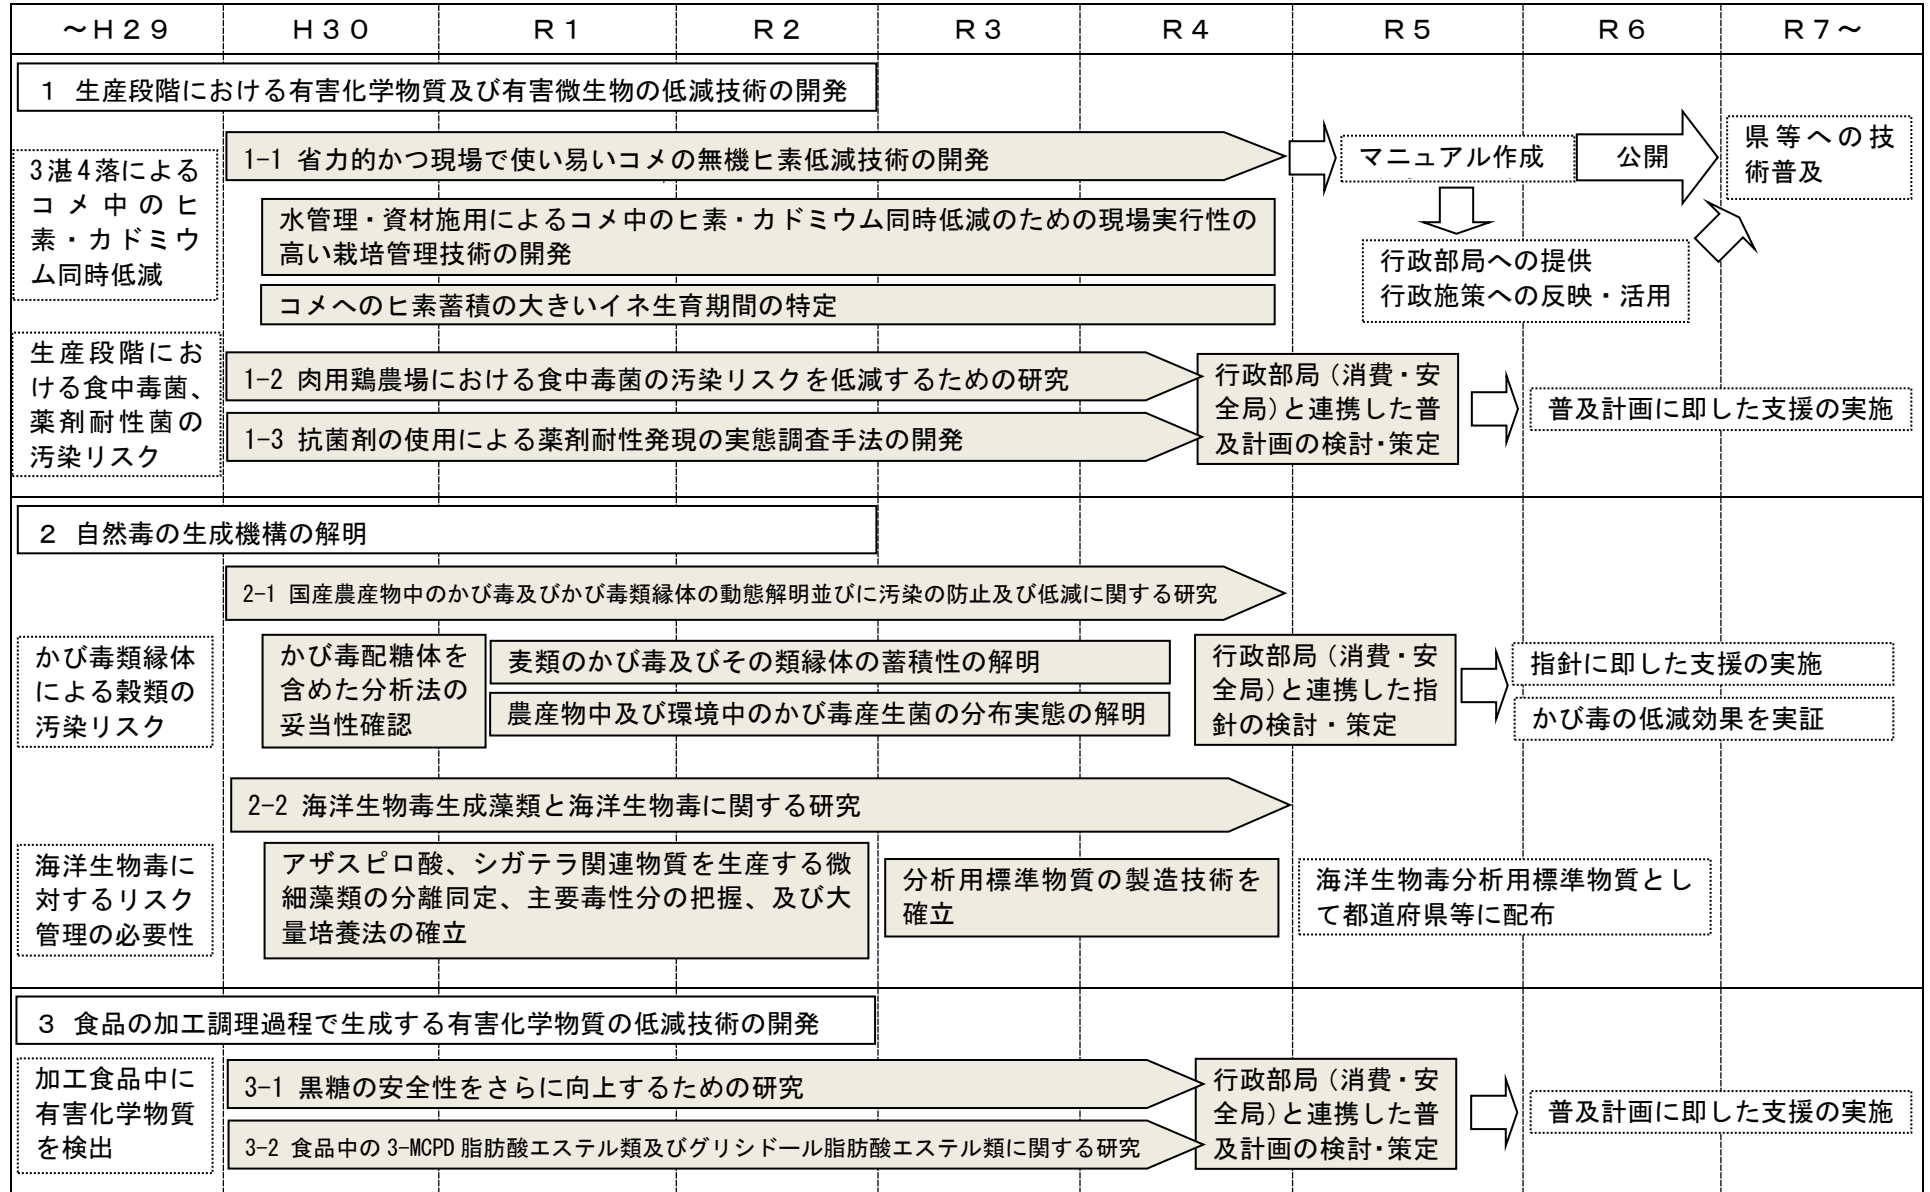 ～H29 H30 R1 R2 R3 R4 R5 R6 R7～
1 生産段階における有害化学物質及び有害微生物の低減技術の開発
3湛4落による
コメ中のヒ
素・カドミウ
ム同時低減
1-1 省力的かつ現場で使い易いコメの無機ヒ素低減技術の開発
マニュアル作成
公開
県等への技
術普及
水管理・資材施用によるコメ中のヒ素・カドミウム同時低減のための現場実行性の
高い栽培管理技術の開発
行政部局への提供
行政施策への反映・活用
コメへのヒ素蓄積の大きいイネ生育期間の特定
生産段階にお
ける食中毒菌、
薬剤耐性菌の
汚染リスク
1-2 肉用鶏農場における食中毒菌の汚染リスクを低減するための研究
1-3 抗菌剤の使用による薬剤耐性発現の実態調査手法の開発
行政部局（消費・安
全局）と連携した普
及計画の検討・策定
普及計画に即した支援の実施
2 自然毒の生成機構の解明
2-1 国産農産物中のかび毒及びかび毒類縁体の動態解明並びに汚染の防止及び低減に関する研究
かび毒類縁体
による穀類の
汚染リスク
かび毒配糖体を
含めた分析法の
妥当性確認
麦類のかび毒及びその類縁体の蓄積性の解明
農産物中及び環境中のかび毒産生菌の分布実態の解明
行政部局（消費・安
全局）と連携した指
針の検討・策定
指針に即した支援の実施
かび毒の低減効果を実証
2-2 海洋生物毒生成藻類と海洋生物毒に関する研究
海洋生物毒に
対するリスク
管理の必要性
アザスピロ酸、シガテラ関連物質を生産する微
細藻類の分離同定、主要毒性分の把握、及び大
量培養法の確立
分析用標準物質の製造技術を
確立
海洋生物毒分析用標準物質とし
て都道府県等に配布
3 食品の加工調理過程で生成する有害化学物質の低減技術の開発
加工食品中に
有害化学物質
を検出
3-1 黒糖の安全性をさらに向上するための研究
3-2 食品中の3-MCPD脂肪酸エステル類及びグリシドール脂肪酸エステル類に関する研究
行政部局（消費・安
全局）と連携した普
及計画の検討・策定
普及計画に即した支援の実施